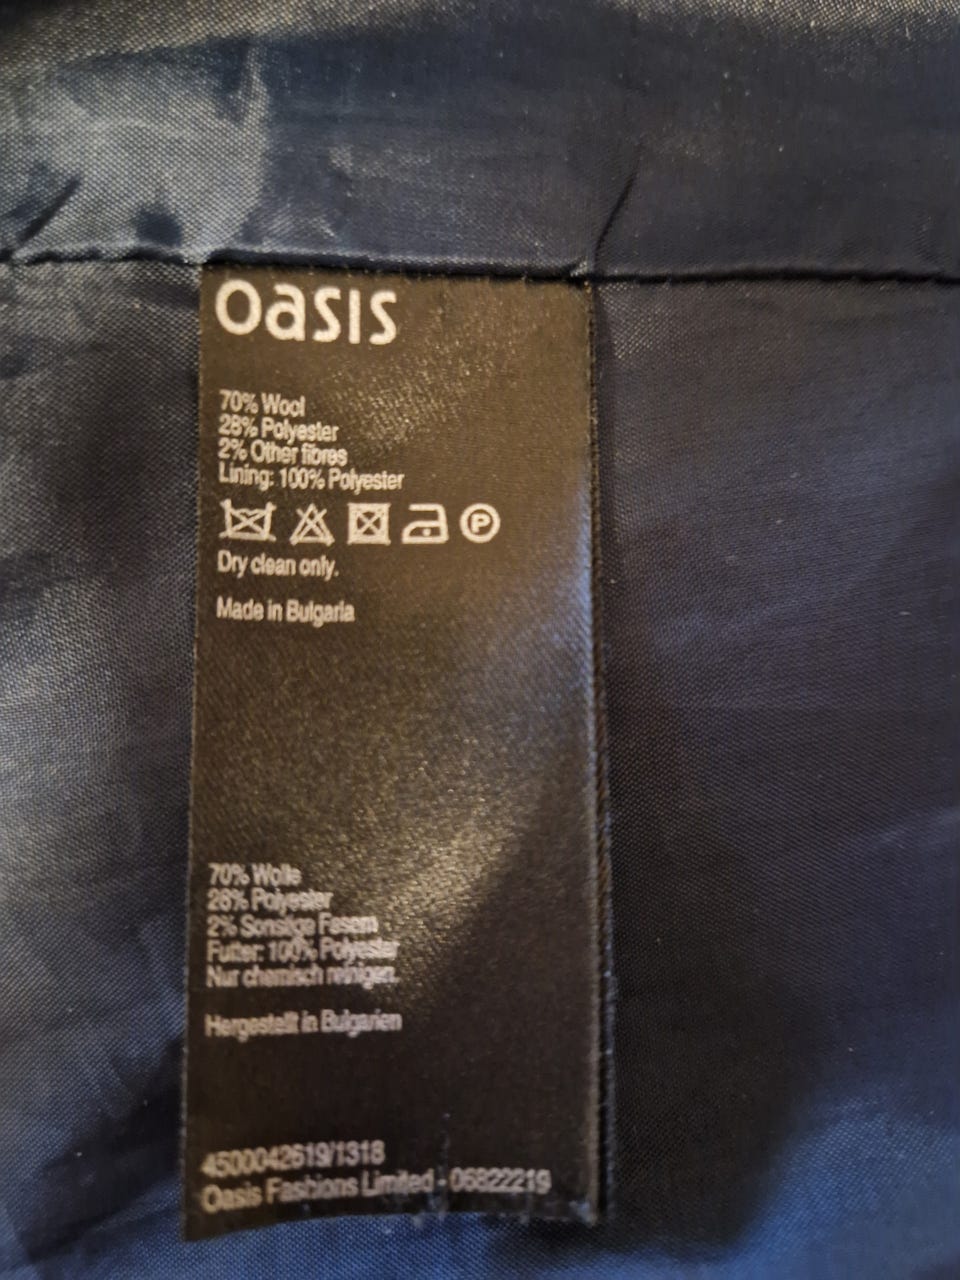 oasis
70% Wool
28% Polyester
2% Other fibres
Lining: 100% Polyester
P
Dry clean only.
Made in Bulgaria
70% Wolle
28% Polyester
2% Sonstige Fasern
Futter: 100% Polyester
Nur chemisch reinigen.
Hergestellt in Bulgarien
4500042619/1318
Oasis Fashions Limited - 06822219